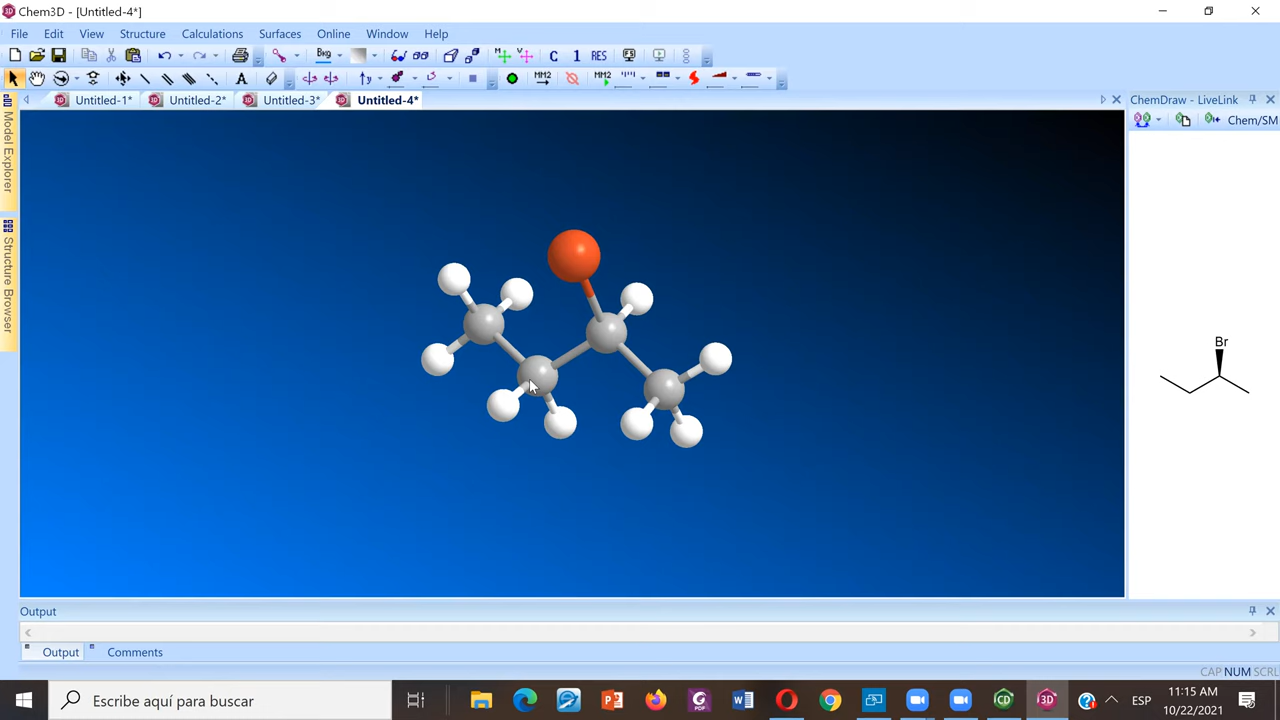 Chem3D - [Untitled-4*]
File Edit View Structure Calculations Surfaces Online Window Help
Bkg M V C 1 RES
A y MM2 MM2
Untitled-1* Untitled-2* Untitled-3* Untitled-4*
ChemDraw - LiveLink
Chem/SM
Model Explorer
Structure Browser
Br
Output
Output Comments
CAP NUM SCRL
Escribe aquí para buscar
ESP
11:15 AM
10/22/2021